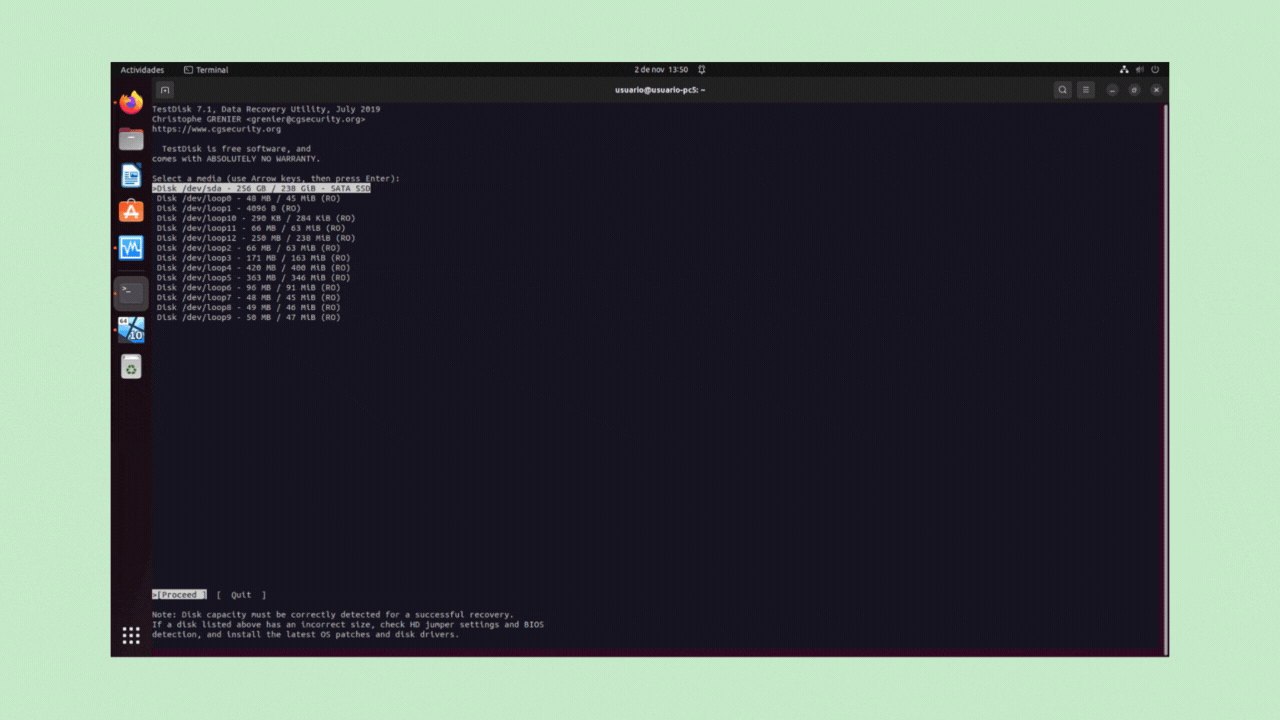 Actividades Terminal 2 de nov 13:50
usuario@usuario-pc5: ~
TestDisk 7.1, Data Recovery Utility, July 2019
Christophe GRENIER <grenier@cgsecurity.org>
https://www.cgsecurity.org
TestDisk is free software, and
comes with ABSOLUTELY NO WARRANTY.
Select a media (use Arrow keys, then press Enter):
>Disk /dev/sda - 256 GB / 238 GiB - SATA SSD
Disk /dev/loop0 - 48 MB / 45 MiB (RO)
Disk /dev/loop1 - 4096 B (RO)
Disk /dev/loop10 - 290 KB / 284 KiB (RO)
Disk /dev/loop11 - 66 MB / 63 MiB (RO)
Disk /dev/loop12 - 250 MB / 238 MiB (RO)
Disk /dev/loop2 - 66 MB / 63 MiB (RO)
Disk /dev/loop3 - 171 MB / 163 MiB (RO)
Disk /dev/loop4 - 420 MB / 400 MiB (RO)
Disk /dev/loop5 - 363 MB / 346 MiB (RO)
Disk /dev/loop6 - 96 MB / 91 MiB (RO)
Disk /dev/loop7 - 48 MB / 45 MiB (RO)
Disk /dev/loop8 - 49 MB / 46 MiB (RO)
Disk /dev/loop9 - 50 MB / 47 MiB (RO)
>[Proceed ] [ Quit ]
Note: Disk capacity must be correctly detected for a successful recovery.
If a disk listed above has an incorrect size, check HD jumper settings and BIOS
detection, and install the latest OS patches and disk drivers.